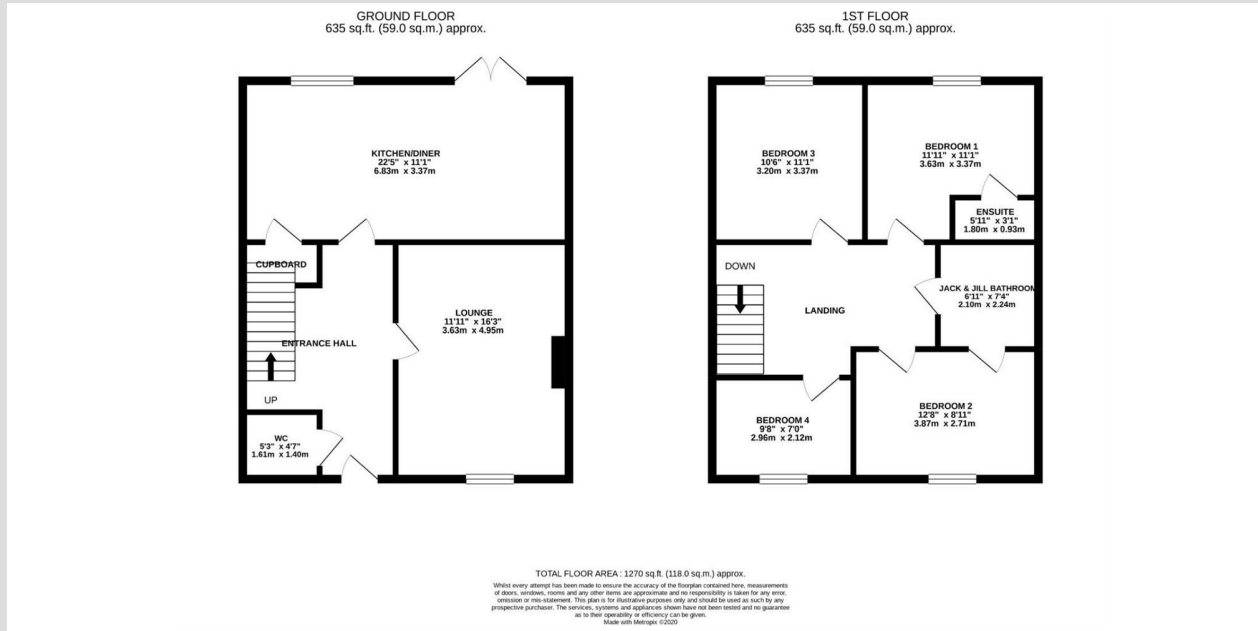 GROUND FLOOR
635 sq.ft. (59.0 sq.m.) approx.
KITCHEN/DINER
22'5" x 11'1"
6.83m x 3.37m
CUPBOARD
LOUNGE
11'11" x 16'3"
3.63m x 4.95m
ENTRANCE HALL
UP
WC
5'3" x 4'7"
1.61m x 1.40m
1ST FLOOR
635 sq.ft. (59.0 sq.m.) approx.
BEDROOM 3
10'6" x 11'1"
3.20m x 3.37m
BEDROOM 1
11'11" x 11'1"
3.63m x 3.37m
ENSUITE
5'11" x 3'1"
1.80m x 0.93m
DOWN
LANDING
JACK & JILL BATHROOM
6'11" x 7'4"
2.10m x 2.24m
BEDROOM 4
9'8" x 7'0"
2.96m x 2.12m
BEDROOM 2
12'8" x 8'11"
3.87m x 2.71m
TOTAL FLOOR AREA : 1270 sq.ft. (118.0 sq.m.) approx.
Whilst every attempt has been made to ensure the accuracy of the floorplan contained here, measurements
of doors, windows, rooms and any other items are approximate and no responsibility is taken for any error,
omission or mis-statement. This plan is for illustrative purposes only and should be used as such by any
prospective purchaser. The services, systems and appliances shown have not been tested and no guarantee
as to their operability or efficiency can be given.
Made with Metropix ©2020